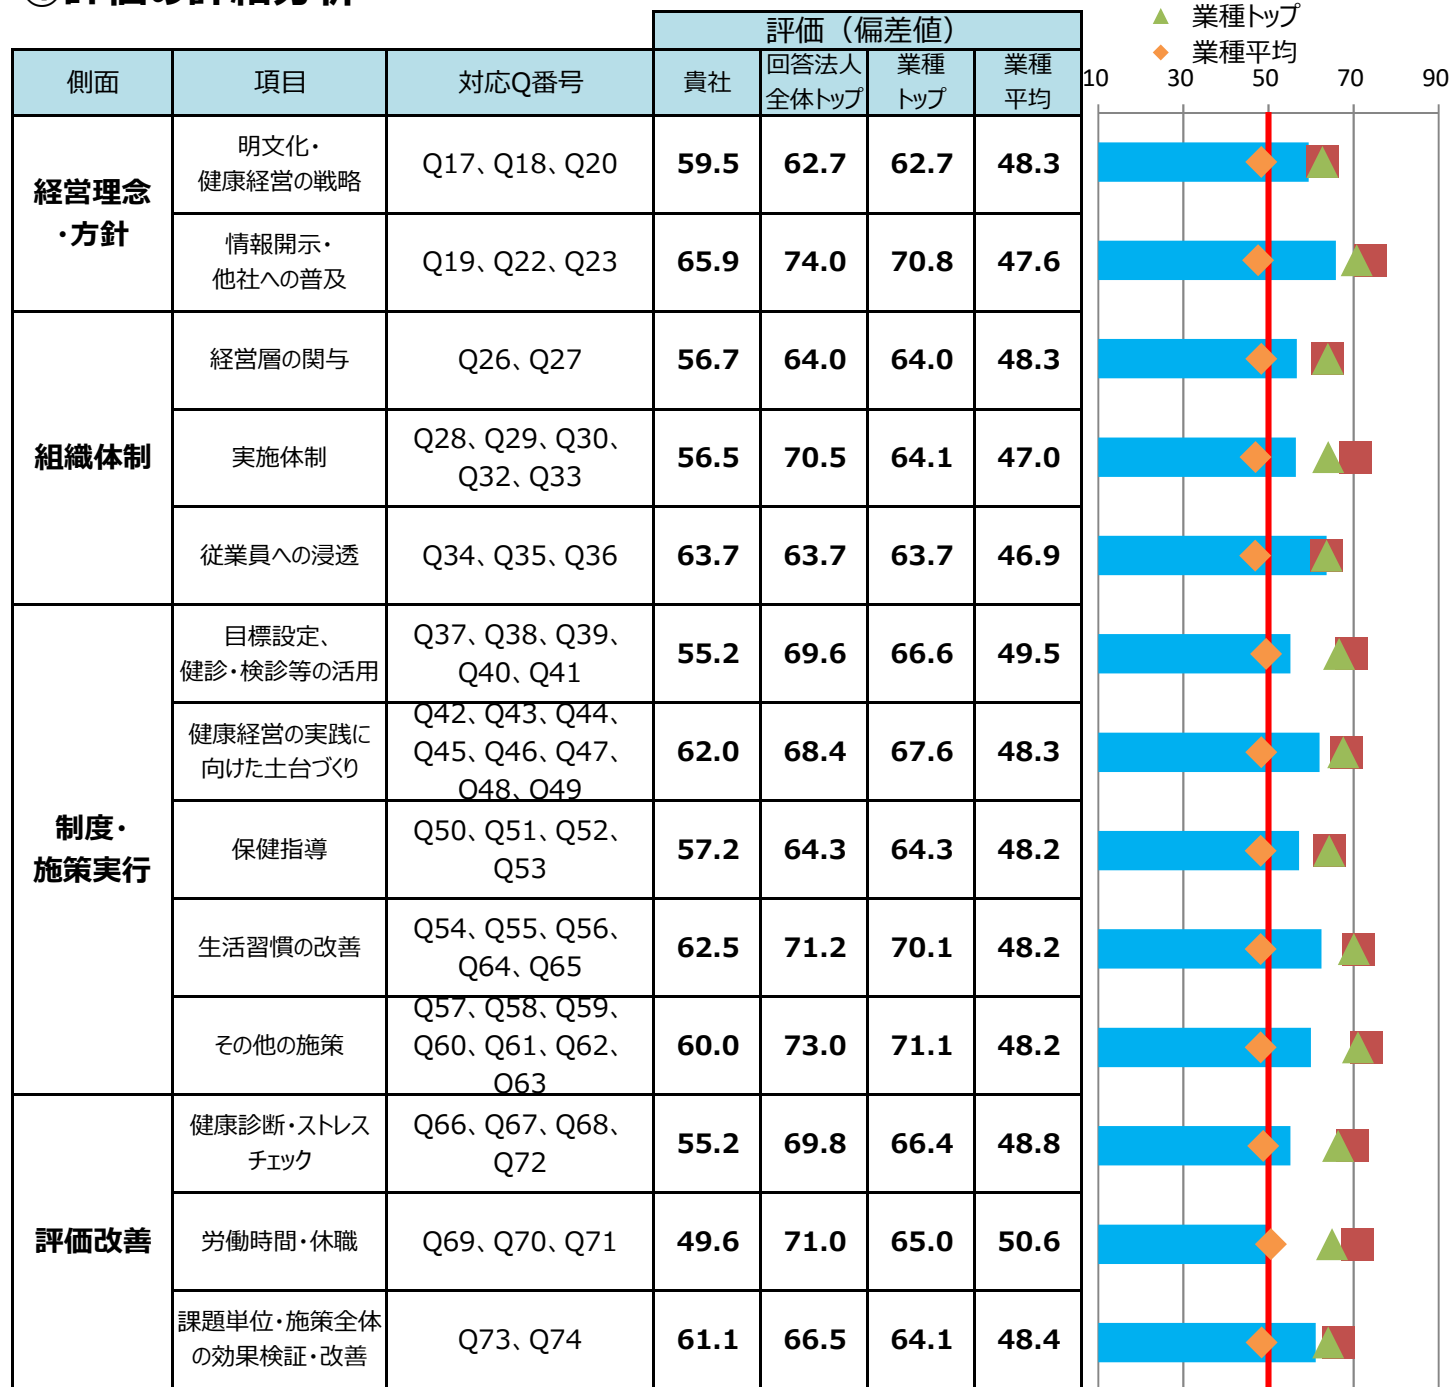 ①評価の詳細分析
▲ 業種トップ
◆ 業種平均
評価（偏差値）
側面 項目 対応Q番号 貴社 回答法人 業種 業種
全体トップ トップ 平均
10 30 50 70 90
経営理念
・方針
明文化・
健康経営の戦略
Q17、Q18、Q20 59.5 62.7 62.7 48.3
情報開示・
他社への普及
Q19、Q22、Q23 65.9 74.0 70.8 47.6
組織体制
経営層の関与 Q26、Q27 56.7 64.0 64.0 48.3
実施体制
Q28、Q29、Q30、
Q32、Q33
56.5 70.5 64.1 47.0
従業員への浸透 Q34、Q35、Q36 63.7 63.7 63.7 46.9
制度・
施策実行
目標設定、
健診・検診等の活用
Q37、Q38、Q39、
Q40、Q41
55.2 69.6 66.6 49.5
健康経営の実践に
向けた土台づくり
Q42、Q43、Q44、
Q45、Q46、Q47、
Q48、Q49
62.0 68.4 67.6 48.3
保健指導
Q50、Q51、Q52、
Q53
57.2 64.3 64.3 48.2
生活習慣の改善
Q54、Q55、Q56、
Q64、Q65
62.5 71.2 70.1 48.2
その他の施策
Q57、Q58、Q59、
Q60、Q61、Q62、
Q63
60.0 73.0 71.1 48.2
評価改善
健康診断・ストレス
チェック
Q66、Q67、Q68、
Q72
55.2 69.8 66.4 48.8
労働時間・休職 Q69、Q70、Q71 49.6 71.0 65.0 50.6
課題単位・施策全体
の効果検証・改善
Q73、Q74 61.1 66.5 64.1 48.4